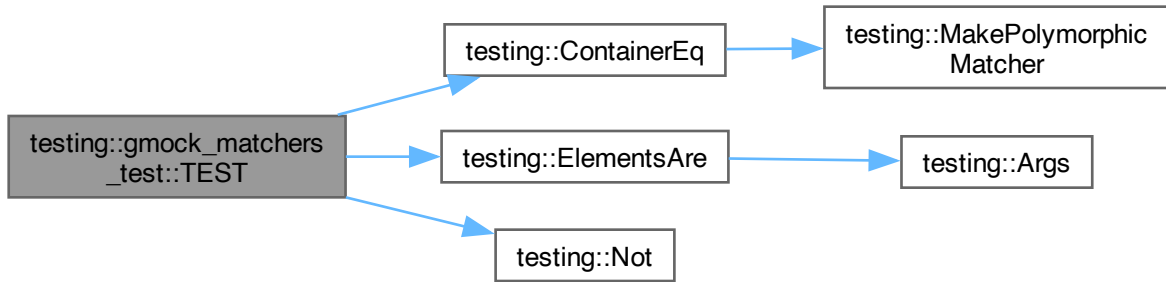 testing::gmock_matchers
_test::TEST
testing::ContainerEq
testing::MakePolymorphic
Matcher
testing::ElementsAre
testing::Args
testing::Not